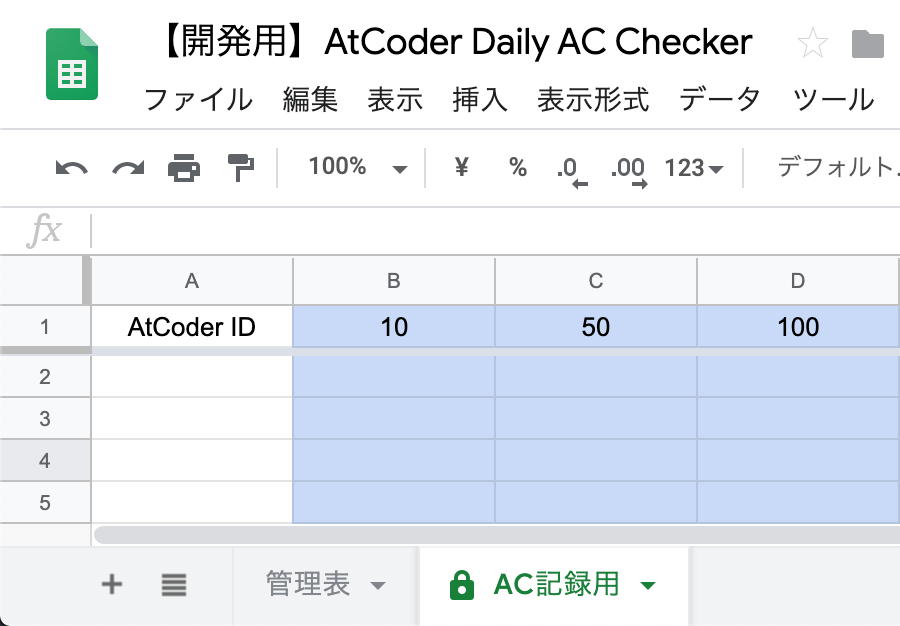 【開発用】AtCoder Daily AC Checker
ファイル 編集 表示 挿入 表示形式 データ ツール
100% ¥ % .0 .00 123 デフォルト.
fx
A B C D
1 AtCoder ID 10 50 100
2
3
4
5
管理表 AC記録用